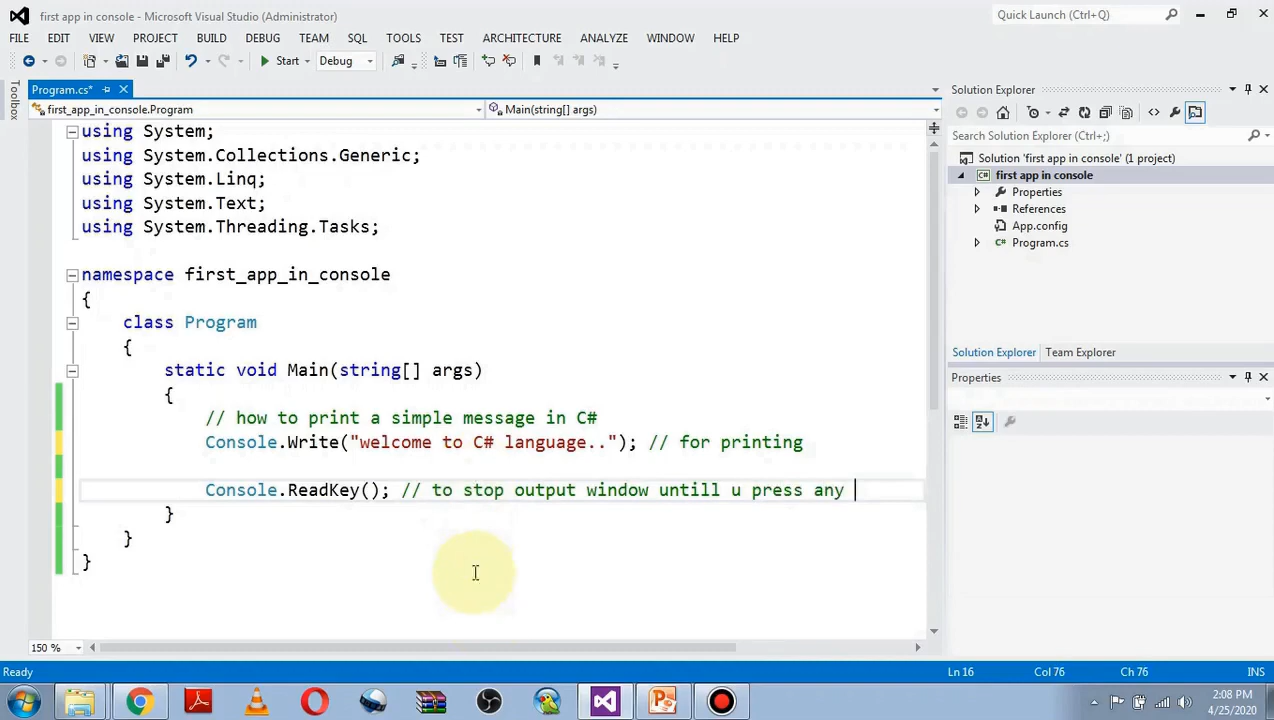 first app in console - Microsoft Visual Studio (Administrator)
Quick Launch (Ctrl+Q)
FILE EDIT VIEW PROJECT BUILD DEBUG TEAM SQL TOOLS TEST ARCHITECTURE ANALYZE WINDOW HELP
Start Debug
Toolbox
Program.cs*
first_app_in_console.Program
Main(string[] args)
using System;
using System.Collections.Generic;
using System.Linq;
using System.Text;
using System.Threading.Tasks;
namespace first_app_in_console
{
class Program
{
static void Main(string[] args)
{
// how to print a simple message in C#
Console.Write("welcome to C# language.."); // for printing
Console.ReadKey(); // to stop output window untill u press any
}
}
}
150 %
Solution Explorer
Search Solution Explorer (Ctrl+;)
Solution 'first app in console' (1 project)
C# first app in console
Properties
References
App.config
C# Program.cs
Solution Explorer Team Explorer
Properties
Ready
Ln 16 Col 76 Ch 76 INS
2:08 PM
4/25/2020